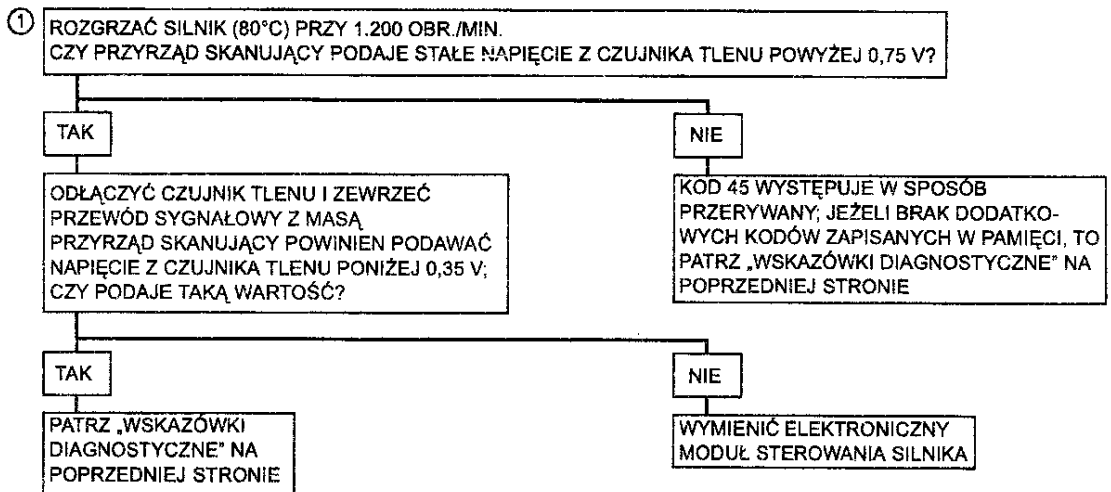 1 ROZGRZAĆ SILNIK (80°C) PRZY 1.200 OBR./MIN.
CZY PRZYRZĄD SKANUJĄCY PODAJE STAŁE NAPIĘCIE Z CZUJNIKA TLENU POWYŻEJ 0,75 V?
TAK
NIE
ODŁĄCZYĆ CZUJNIK TLENU I ZEWRZEĆ
PRZEWÓD SYGNAŁOWY Z MASĄ
PRZYRZĄD SKANUJĄCY POWINIEN PODAWAĆ
NAPIĘCIE Z CZUJNIKA TLENU PONIŻEJ 0,35 V;
CZY PODAJE TAKĄ WARTOŚĆ?
KOD 45 WYSTĘPUJE W SPOSÓB
PRZERYWANY; JEŻELI BRAK DODATKO-
WYCH KODÓW ZAPISANYCH W PAMIĘCI, TO
PATRZ „WSKAZÓWKI DIAGNOSTYCZNE” NA
POPRZEDNIEJ STRONIE
TAK
NIE
PATRZ „WSKAZÓWKI
DIAGNOSTYCZNE” NA
POPRZEDNIEJ STRONIE
WYMIENIĆ ELEKTRONICZNY
MODUŁ STEROWANIA SILNIKA